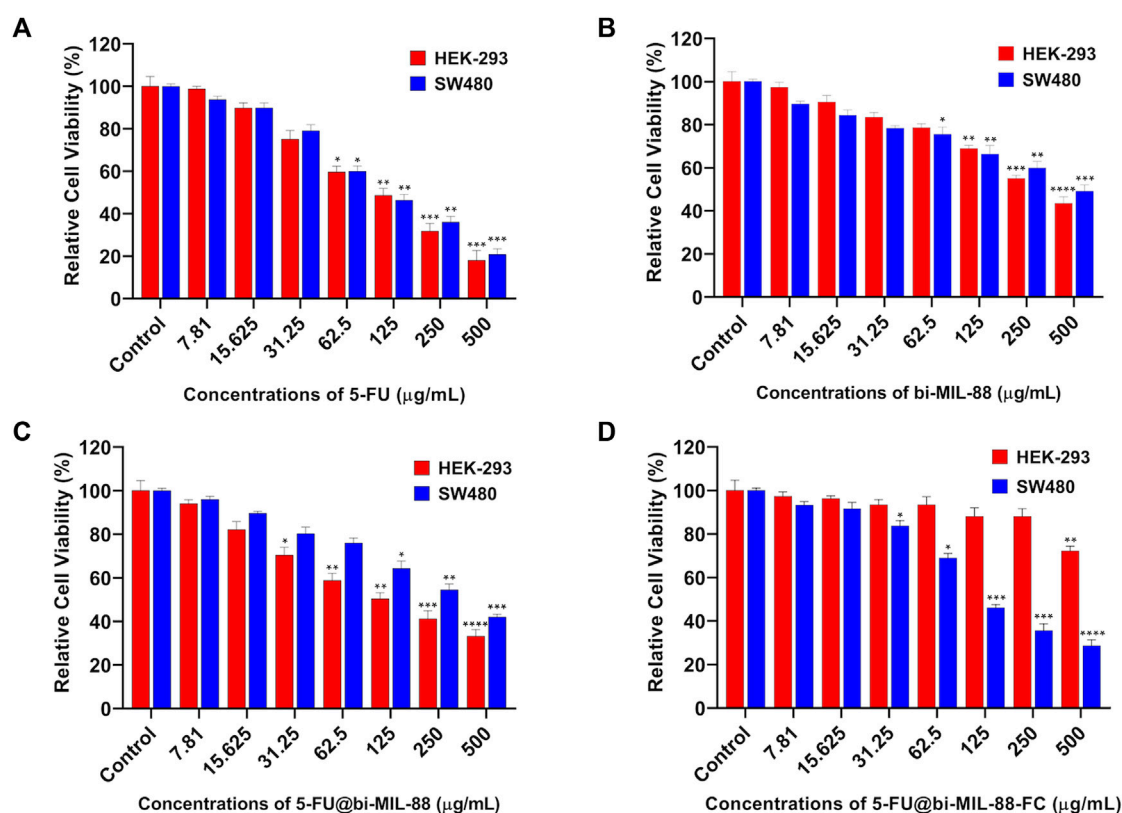 A
Relative Cell Viability (%)
120
100
80
60
40
20
0
HEK-293
SW480
* *
** **
*** **
*** ***
Control 7.81 15.625 31.25 62.5 125 250 500
Concentrations of 5-FU (μg/mL)
B
Relative Cell Viability (%)
120
100
80
60
40
20
0
HEK-293
SW480
*
** **
*** **
**** ***
Control 7.81 15.625 31.25 62.5 125 250 500
Concentrations of bi-MIL-88 (μg/mL)
C
Relative Cell Viability (%)
120
100
80
60
40
20
0
HEK-293
SW480
*
**
** *
*** **
**** ***
Control 7.81 15.625 31.25 62.5 125 250 500
Concentrations of 5-FU@bi-MIL-88 (μg/mL)
D
Relative Cell Viability (%)
120
100
80
60
40
20
0
HEK-293
SW480
*
*
***
***
** ****
Control 7.81 15.625 31.25 62.5 125 250 500
Concentrations of 5-FU@bi-MIL-88-FC (μg/mL)